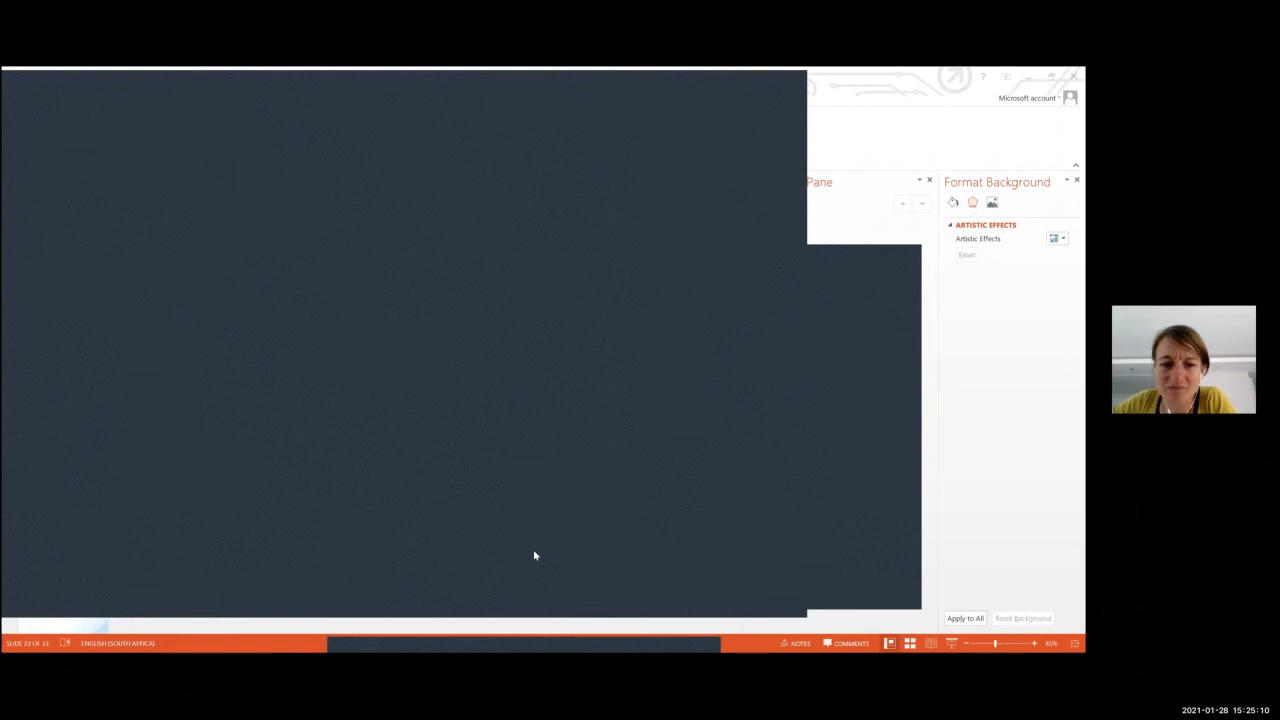 ?
Microsoft account
Pane
Format Background
ARTISTIC EFFECTS
Artistic Effects
Reset
Apply to All
Reset Background
SLIDE 23 OF 33
ENGLISH (SOUTH AFRICA)
NOTES
COMMENTS
85%
2021-01-28 15:25:10